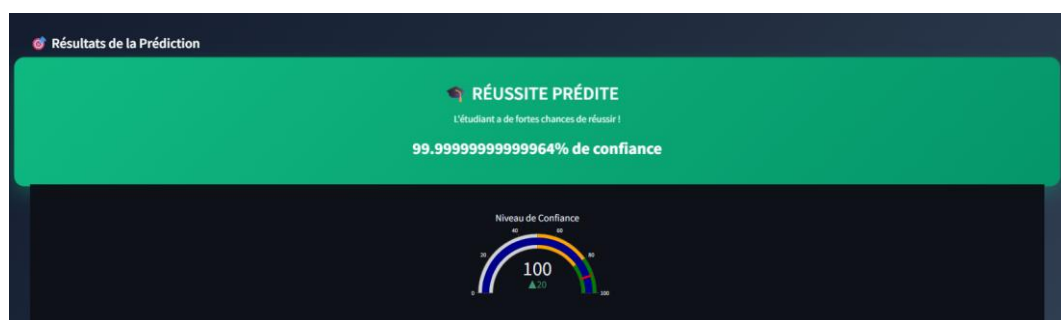 Résultats de la Prédiction
RÉUSSITE PRÉDITE
L'étudiant a de fortes chances de réussir !
99.99999999999964% de confiance
Niveau de Confiance
40 60
20 80
100
▲20
0 100